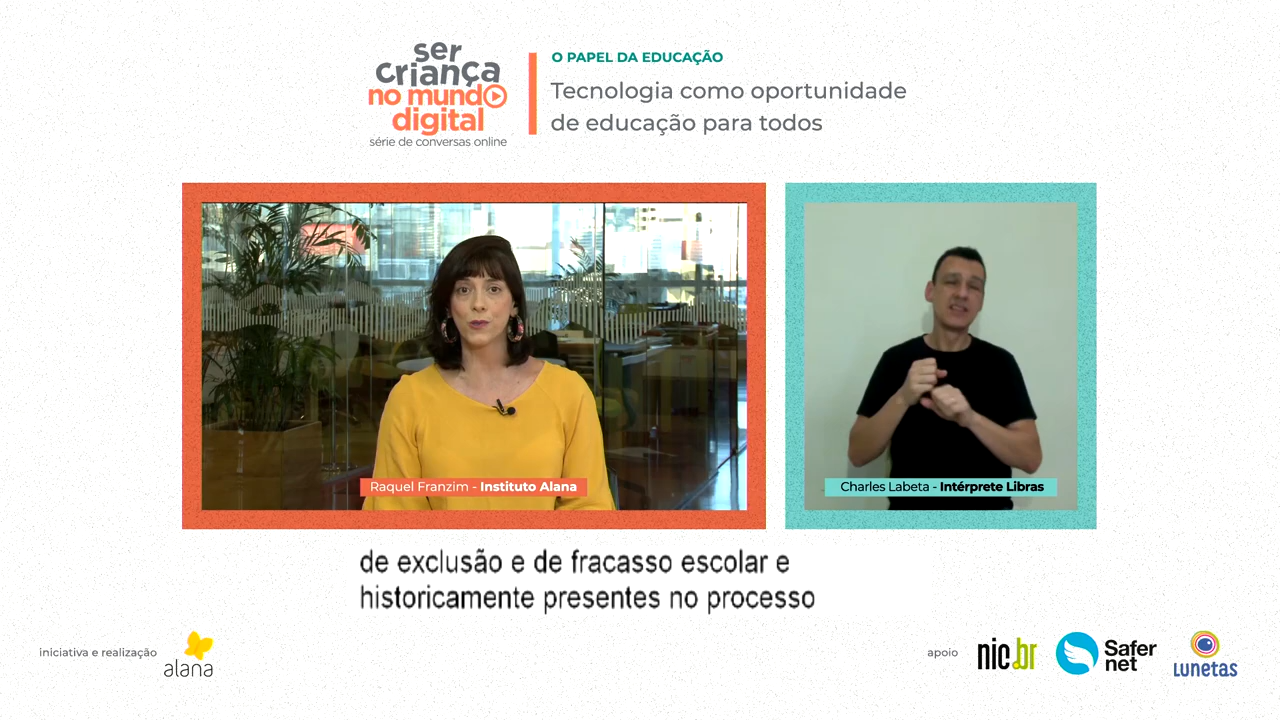 ser
criança
no mundo
digital
série de conversas online
O PAPEL DA EDUCAÇÃO
Tecnologia como oportunidade
de educação para todos
Raquel Franzim - Instituto Alana
Charles Labeta - Intérprete Libras
de exclusão e de fracasso escolar e
historicamente presentes no processo
iniciativa e realização
alana
apoio
nic.br
Safer
net
LUNETAS